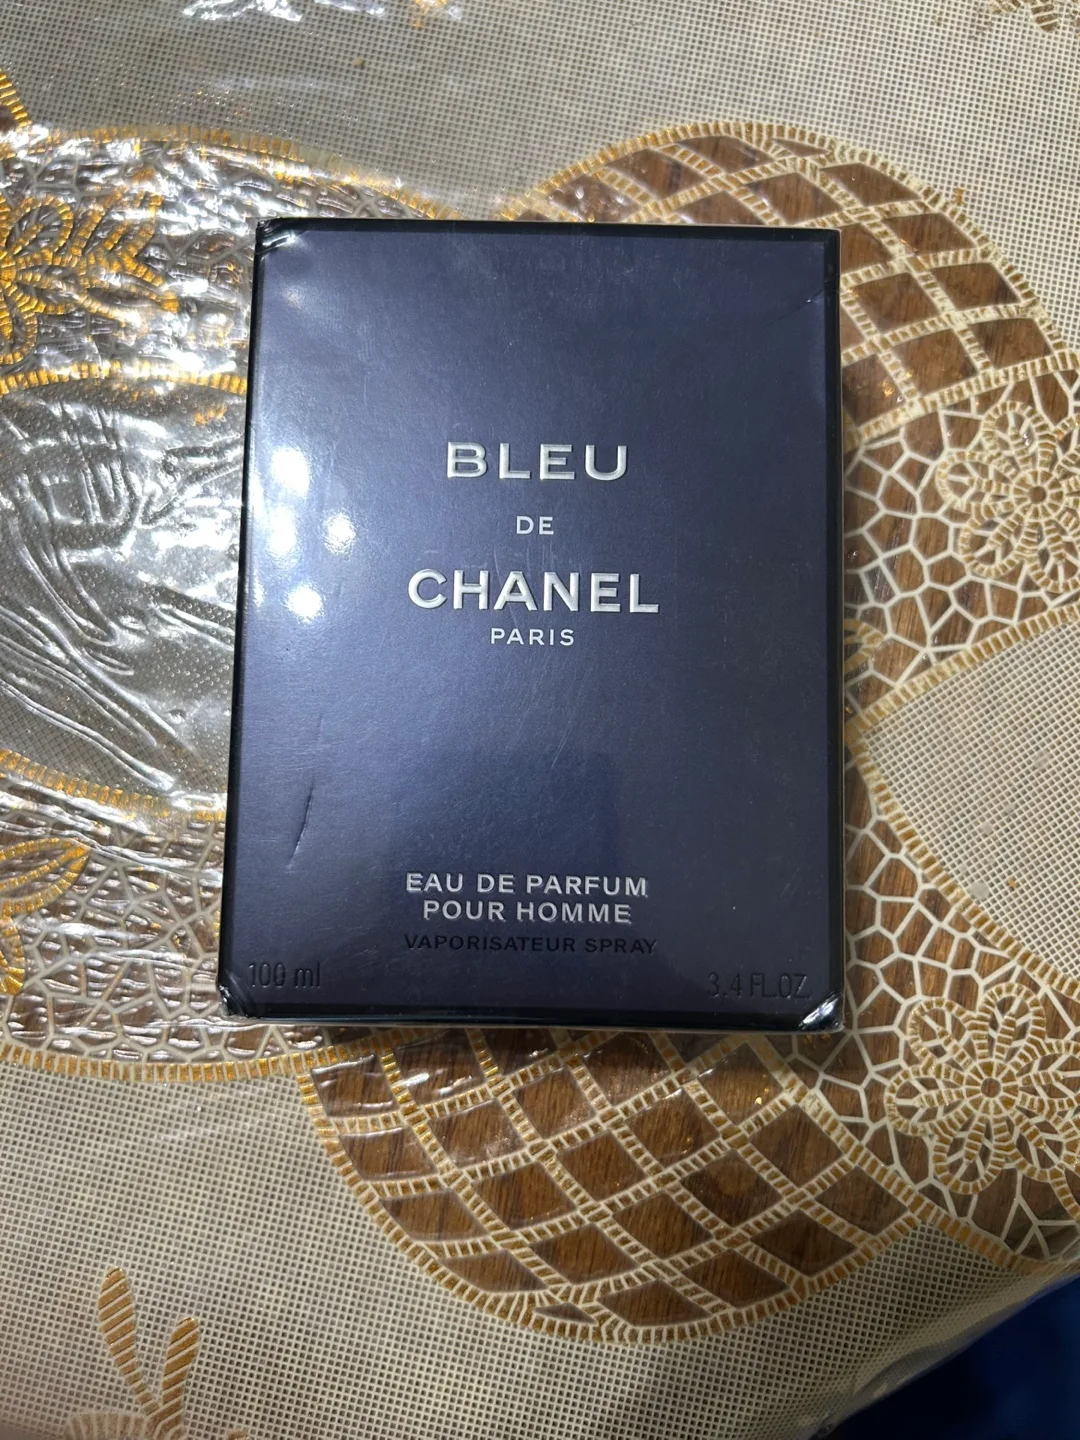 BLEU
DE
CHANEL
PARIS
EAU DE PARFUM
POUR HOMME
VAPORISATEUR SPRAY
100 ml
3.4 FL.OZ.